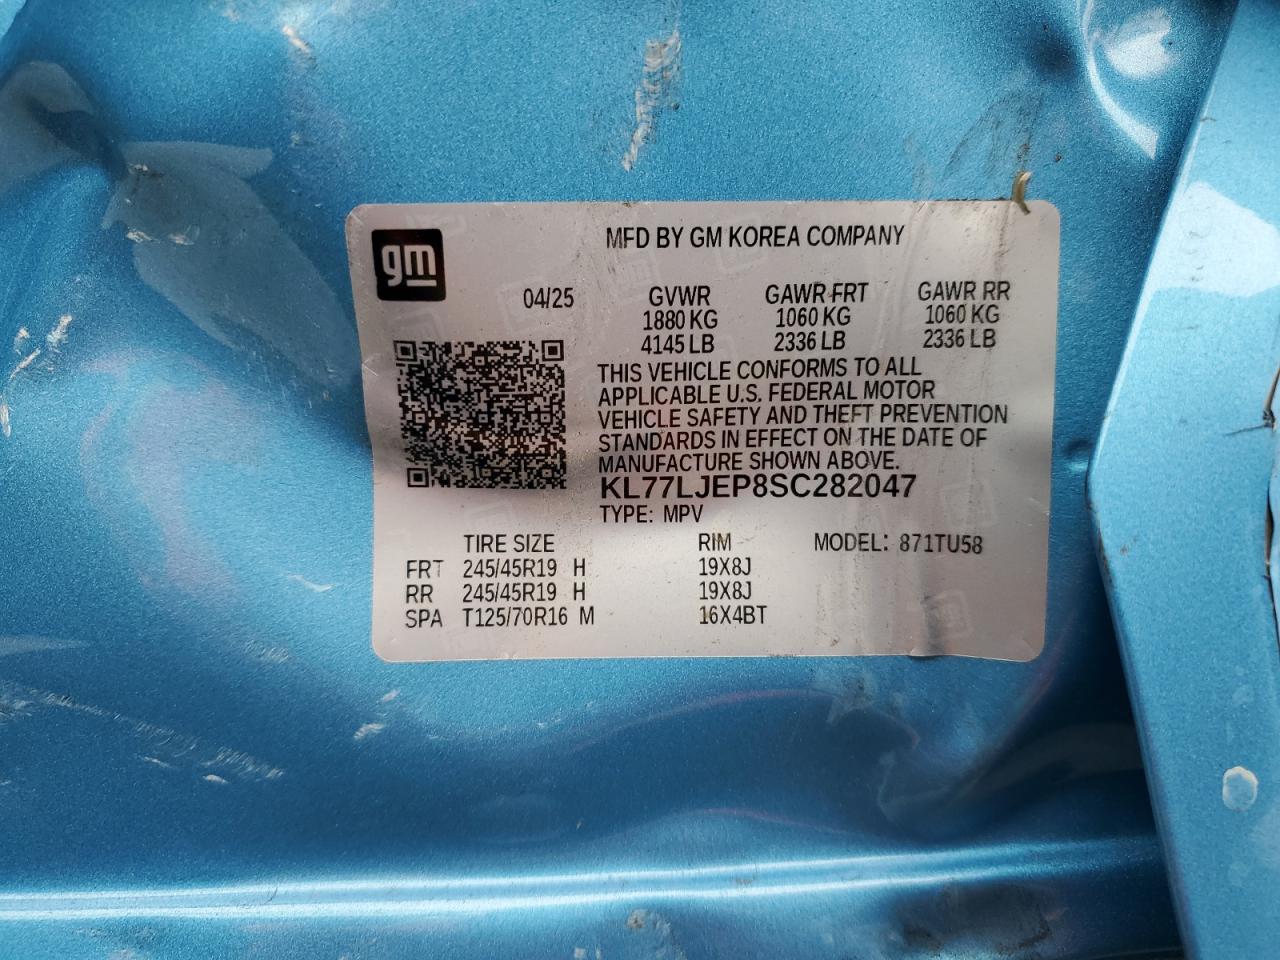 gm
MFD BY GM KOREA COMPANY
04/25 GVWR GAWR FRT GAWR RR
1880 KG 1060 KG 1060 KG
4145 LB 2336 LB 2336 LB
THIS VEHICLE CONFORMS TO ALL
APPLICABLE U.S. FEDERAL MOTOR
VEHICLE SAFETY AND THEFT PREVENTION
STANDARDS IN EFFECT ON THE DATE OF
MANUFACTURE SHOWN ABOVE.
KL77LJEP8SC282047
TYPE: MPV
TIRE SIZE RIM MODEL: 871TU58
FRT 245/45R19 H 19X8J
RR 245/45R19 H 19X8J
SPA T125/70R16 M 16X4BT